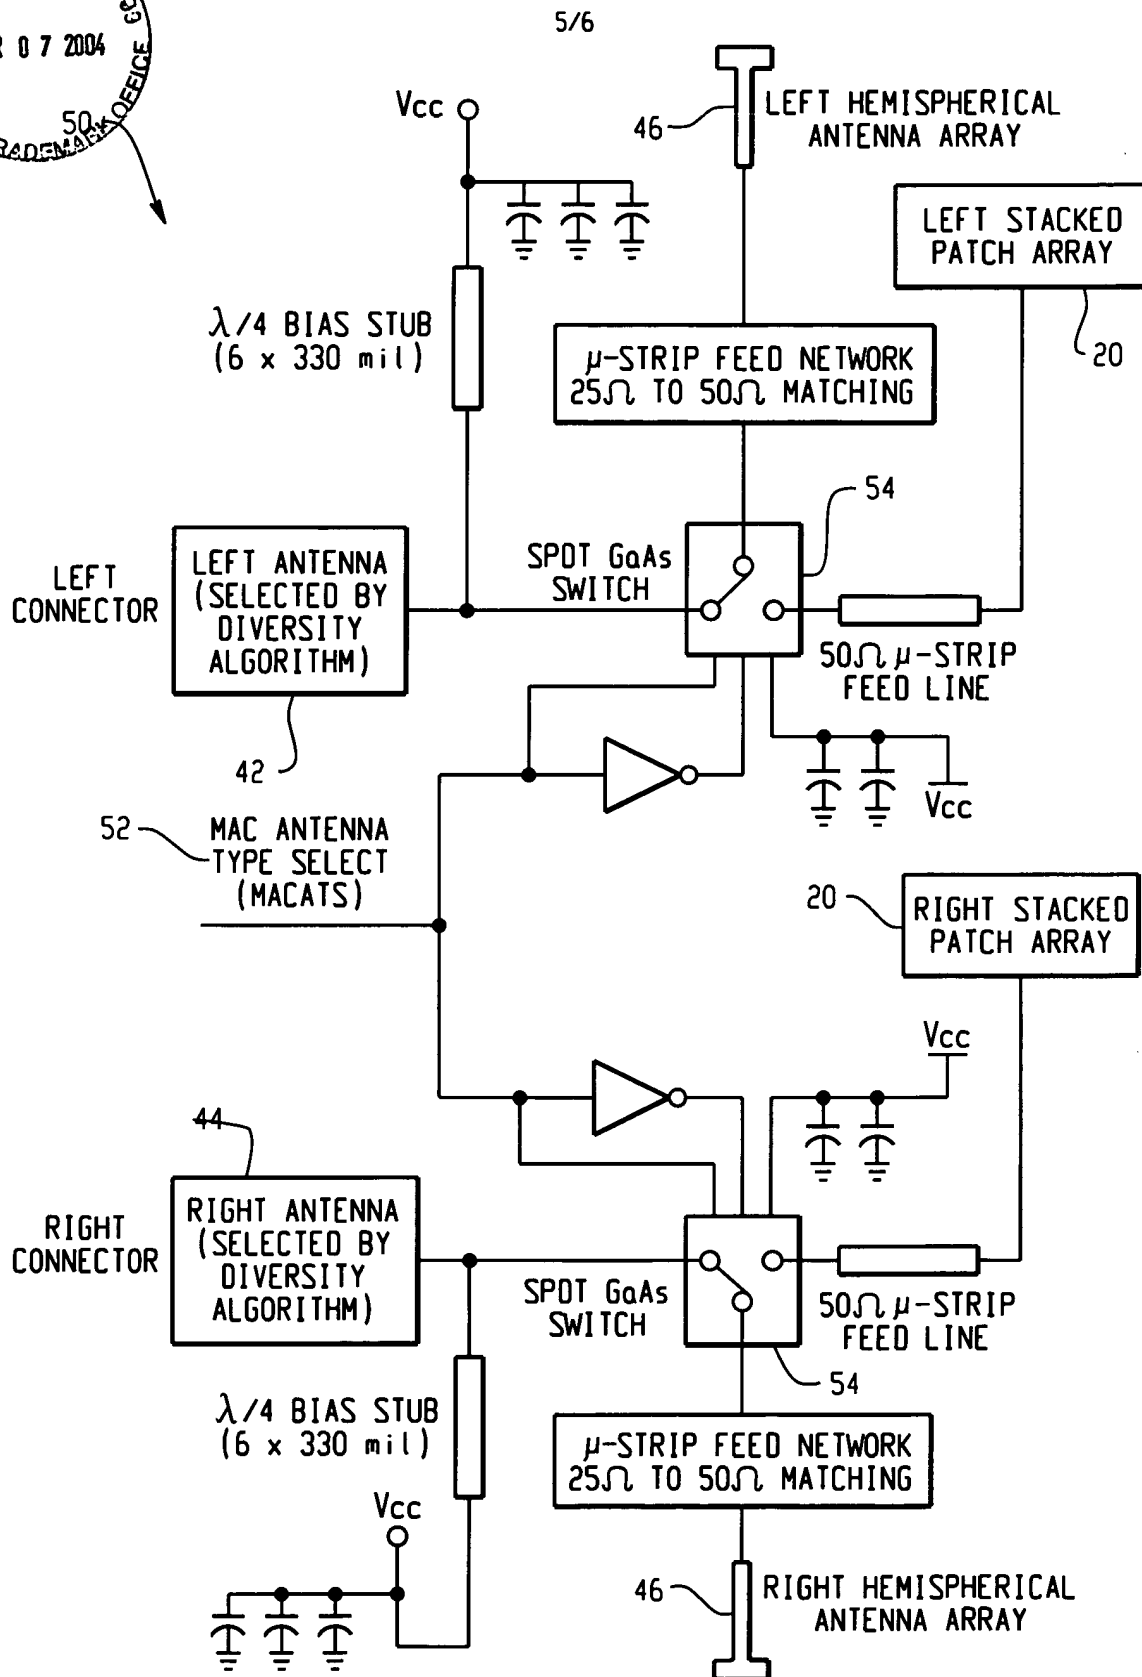 5/6
0 7 2004
OFFICE
50
Vcc
46
LEFT HEMISPHERICAL
ANTENNA ARRAY
LEFT STACKED
PATCH ARRAY
20
λ/4 BIAS STUB
(6 x 330 mil)
μ-STRIP FEED NETWORK
25Ω TO 50Ω MATCHING
54
LEFT
CONNECTOR
LEFT ANTENNA
(SELECTED BY
DIVERSITY
ALGORITHM)
SPDT GaAs
SWITCH
50Ω μ-STRIP
FEED LINE
42
Vcc
52
MAC ANTENNA
TYPE SELECT
(MACATS)
20
RIGHT STACKED
PATCH ARRAY
Vcc
44
RIGHT
CONNECTOR
RIGHT ANTENNA
(SELECTED BY
DIVERSITY
ALGORITHM)
SPDT GaAs
SWITCH
50Ω μ-STRIP
FEED LINE
54
λ/4 BIAS STUB
(6 x 330 mil)
μ-STRIP FEED NETWORK
25Ω TO 50Ω MATCHING
Vcc
46
RIGHT HEMISPHERICAL
ANTENNA ARRAY